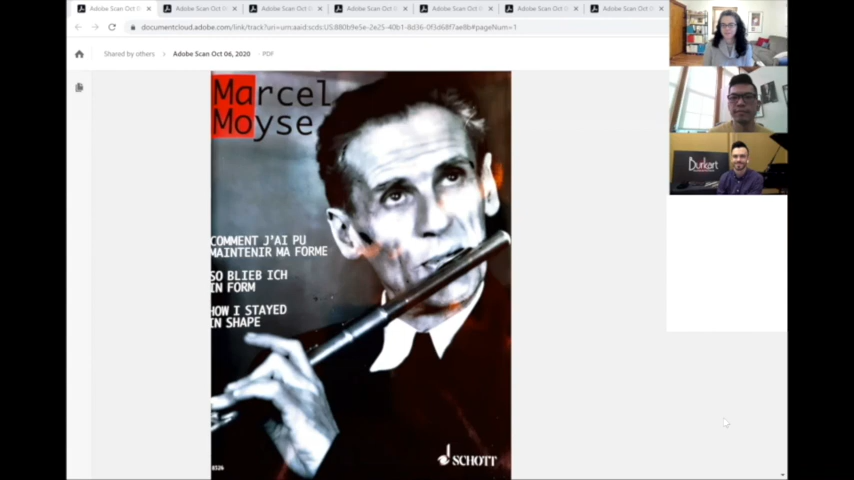 documentcloud.adobe.com/link/track?uri=urn:aaid:scds:US:880b9e5e-2e25-40b1-8d36-0f3d68f7ae8b#pageNum=1
Shared by others > Adobe Scan Oct 06, 2020 PDF
Adobe Scan Oct 0
Adobe Scan Oct 0
Adobe Scan Oct 0
Adobe Scan Oct 0
Adobe Scan Oct 0
Adobe Scan Oct 0
Adobe Scan Oct 0
Marcel
Moyse
COMMENT J'AI PU
MAINTENIR MA FORME
SO BLIEB ICH
IN FORM
HOW I STAYED
IN SHAPE
SCHOTT
Burkart